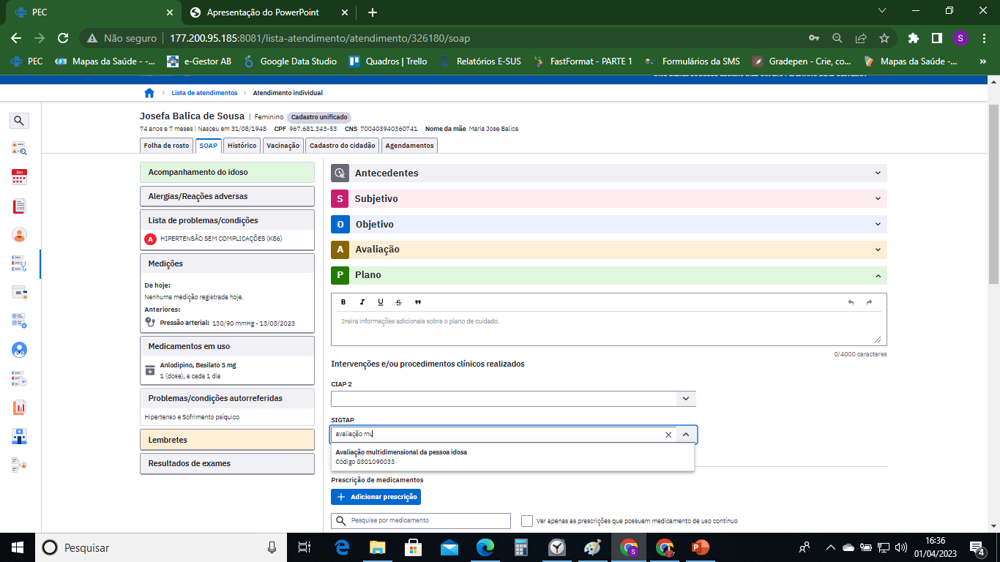 PEC
Apresentação do PowerPoint
Não seguro
177.200.95.185:8081/lista-atendimento/atendimento/326180/soap
S
PEC
Mapas da Saúde - -...
e-Gestor AB
Google Data Studio
Quadros | Trello
Relatórios E-SUS
FastFormat - PARTE 1
Formulários da SMS
Gradepen - Crie, co...
Mapas da Saúde -...
»
Lista de atendimentos
Atendimento individual
Josefa Balica de Sousa | Feminino Cadastro unificado
74 anos e 7 meses | Nasceu em 31/08/1948 CPF 967.681.343-53 CNS 700403940360741 Nome da mãe Maria Jose Balica
Folha de rosto
SOAP
Histórico
Vacinação
Cadastro do cidadão
Agendamentos
Acompanhamento do idoso
Alergias/Reações adversas
Lista de problemas/condições
A HIPERTENSÃO SEM COMPLICAÇÕES (K86)
Medições
De hoje:
Nenhuma medição registrada hoje.
Anteriores:
Pressão arterial: 130/90 mmHg - 13/03/2023
Medicamentos em uso
Anlodipino, Besilato 5 mg
1 (dose), a cada 1 dia
Problemas/condições autorreferidas
Hipertenso e Sofrimento psíquico
Lembretes
Resultados de exames
Antecedentes
S Subjetivo
O Objetivo
A Avaliação
P Plano
B I U S
Insira informações adicionais sobre o plano de cuidado.
0/4000 caracteres
Intervenções e/ou procedimentos clínicos realizados
CIAP 2
SIGTAP
avaliação mu
Avaliação multidimensional da pessoa idosa
Código 0301090033
Prescrição de medicamentos
+ Adicionar prescrição
Pesquise por medicamento
Ver apenas as prescrições que possuem medicamento de uso contínuo
Pesquisar
16:36
01/04/2023
4